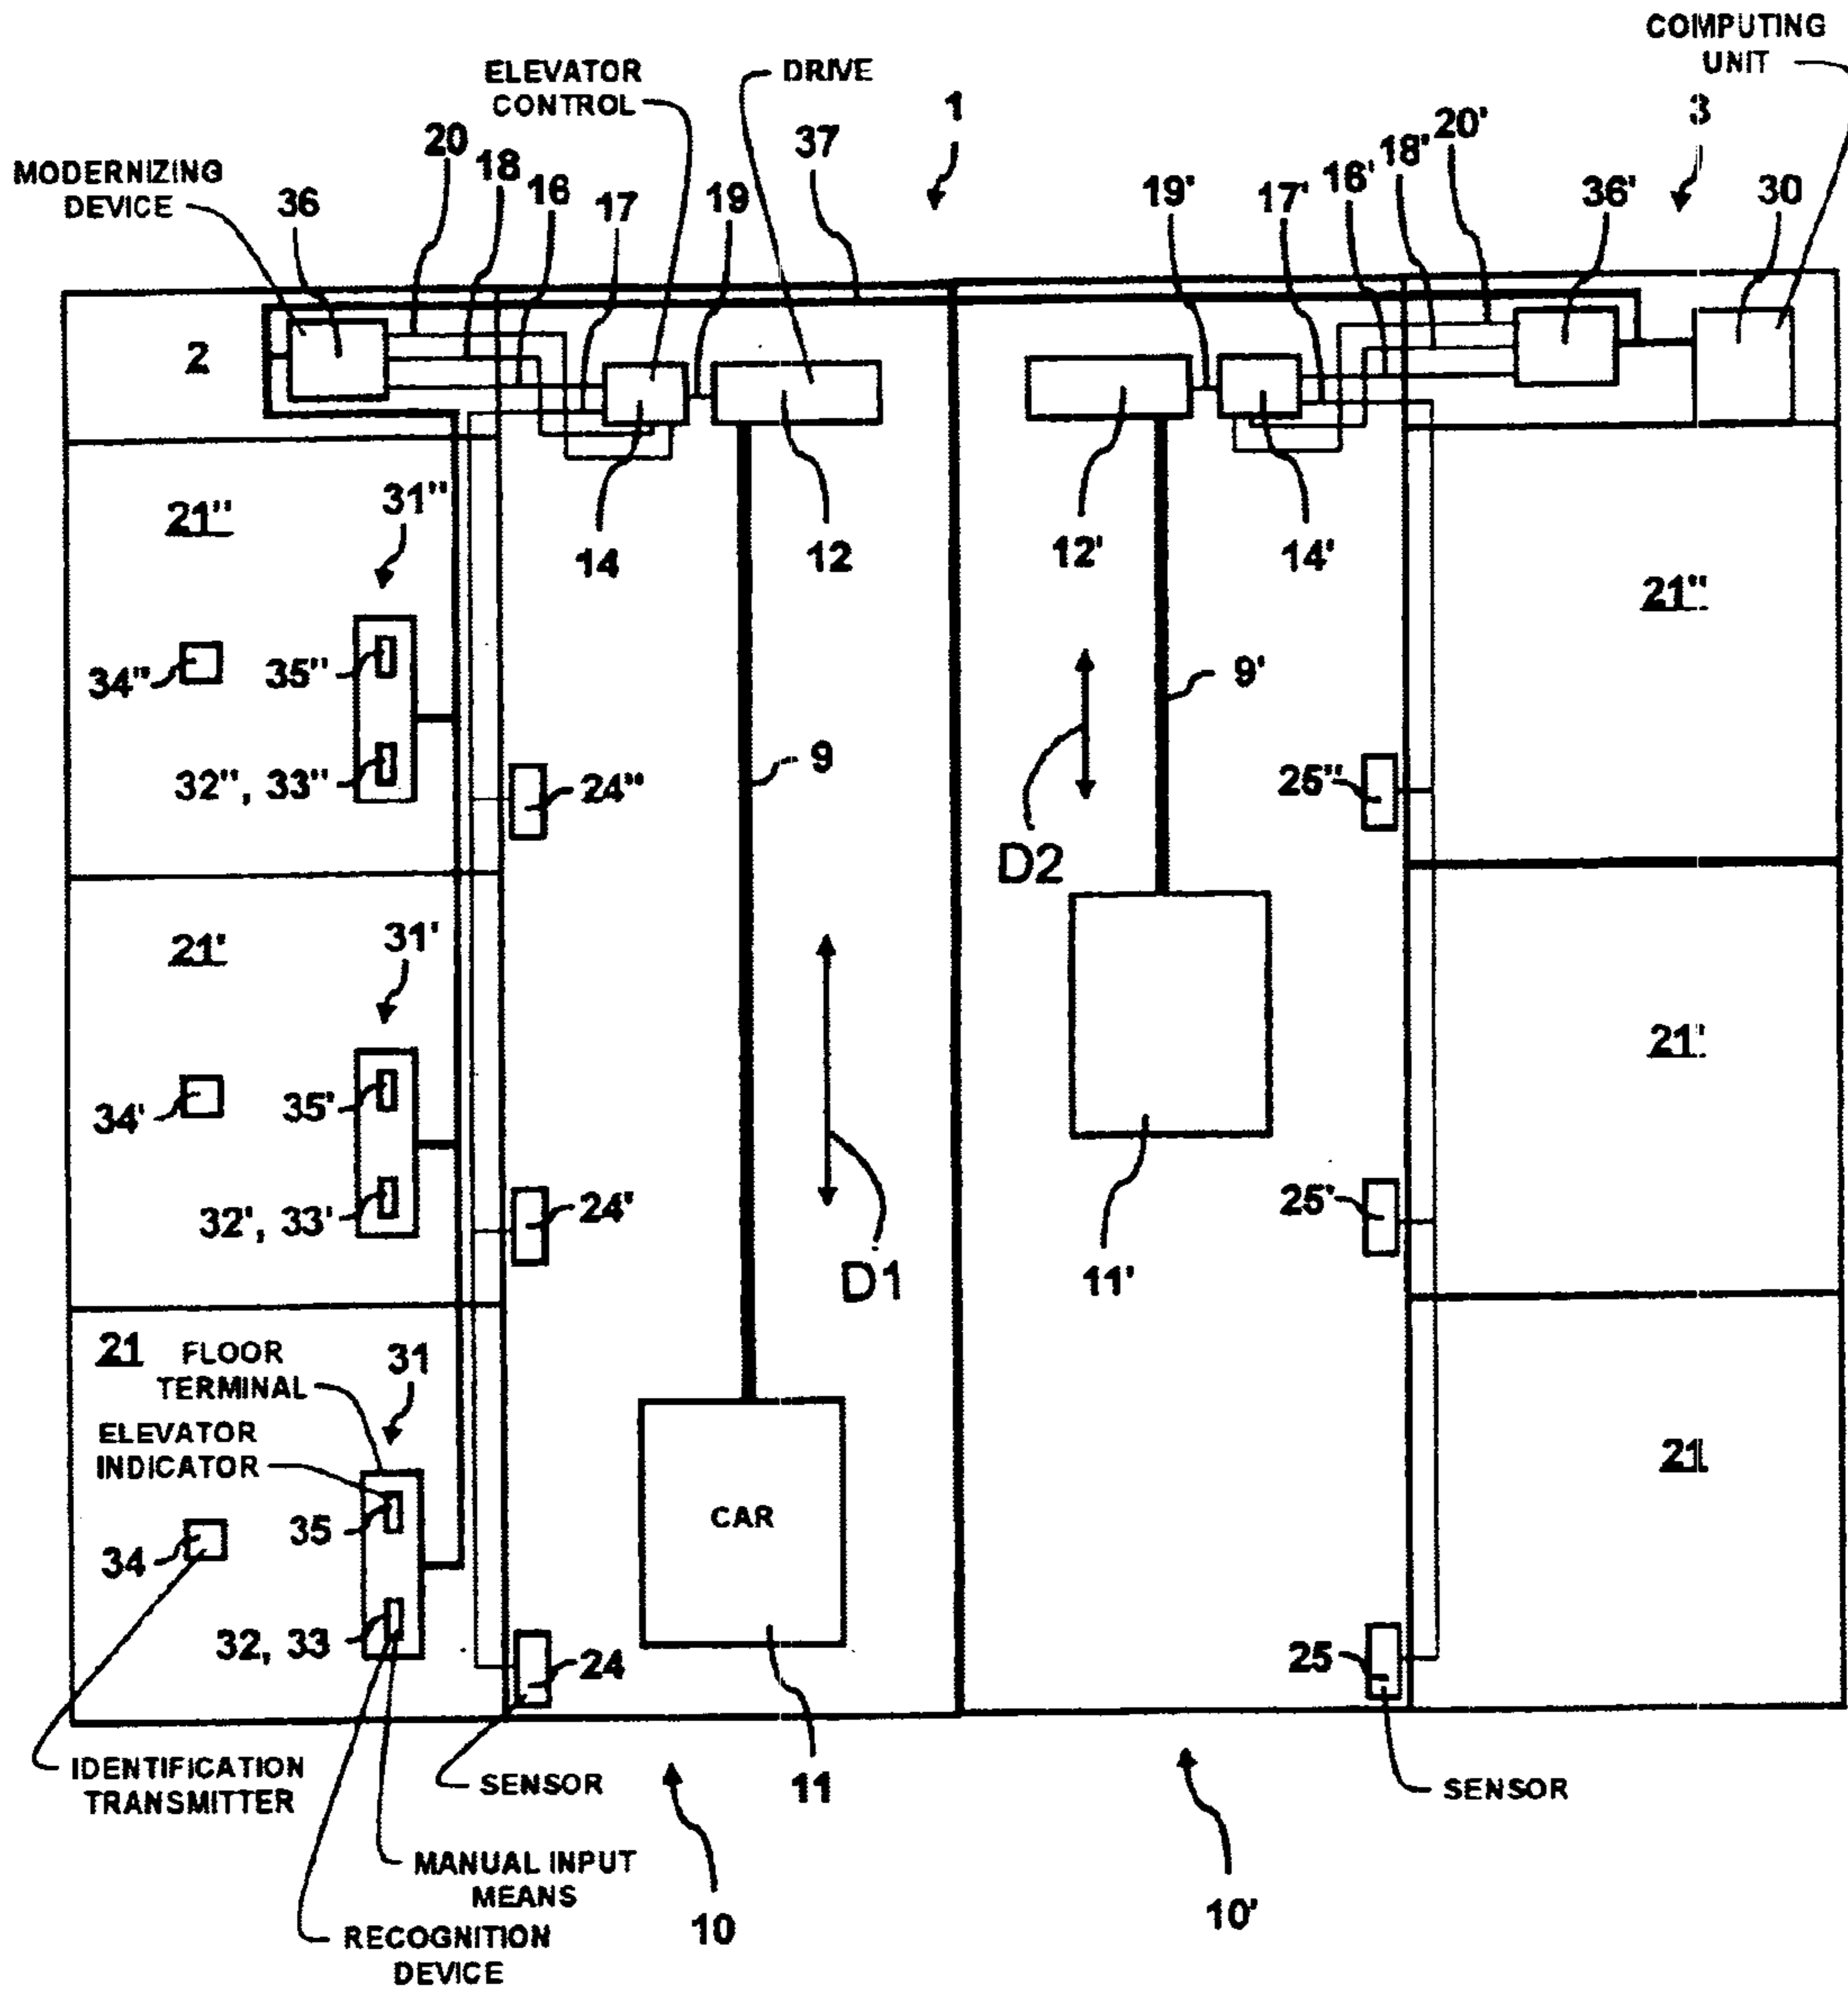 COMPUTING
UNIT
ELEVATOR
CONTROL
DRIVE
1
3
37
20
18
16
17
19
19'
17'
16'
18'
20'
36'
30
MODERNIZING
DEVICE
36
2
14
12
12'
14'
21"
31"
34"
35"
32", 33"
24"
9
9'
D2
25"
21"
21'
31'
34'
35'
32', 33'
24'
D1
11'
25'
21'
21
FLOOR
TERMINAL
31
ELEVATOR
INDICATOR
35
34
32, 33
24
CAR
25
21
IDENTIFICATION
TRANSMITTER
SENSOR
11
SENSOR
MANUAL INPUT
MEANS
RECOGNITION
DEVICE
10
10'